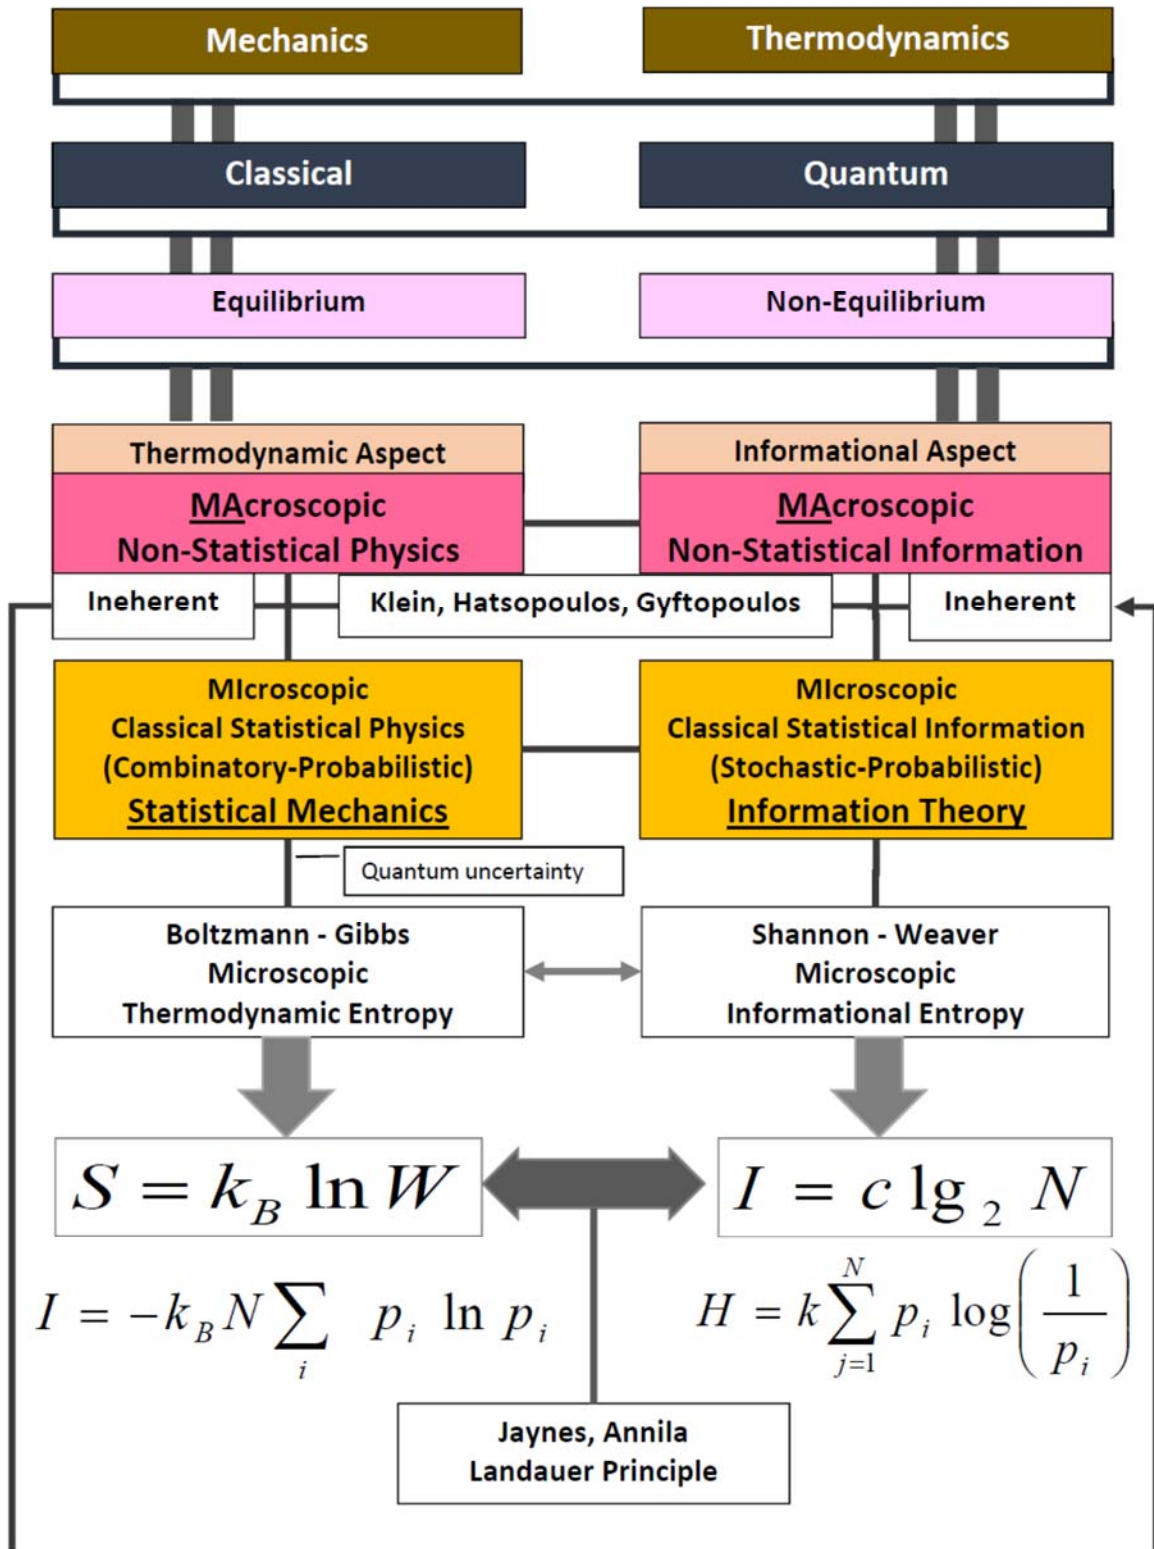 Mechanics
Thermodynamics
Classical
Quantum
Equilibrium
Non-Equilibrium
Thermodynamic Aspect
MAcroscopic
Non-Statistical Physics
Informational Aspect
MAcroscopic
Non-Statistical Information
Ineherent
Klein, Hatsopoulos, Gyftopoulos
Ineherent
MIcroscopic
Classical Statistical Physics
(Combinatory-Probabilistic)
Statistical Mechanics
MIcroscopic
Classical Statistical Information
(Stochastic-Probabilistic)
Information Theory
Quantum uncertainty
Boltzmann - Gibbs
Microscopic
Thermodynamic Entropy
Shannon - Weaver
Microscopic
Informational Entropy
S = k_B ln W
I = c lg_2 N
I = -k_B N ∑_i p_i ln p_i
H = k ∑_{j=1}^{N} p_i log(1/p_i)
Jaynes, Annila
Landauer Principle